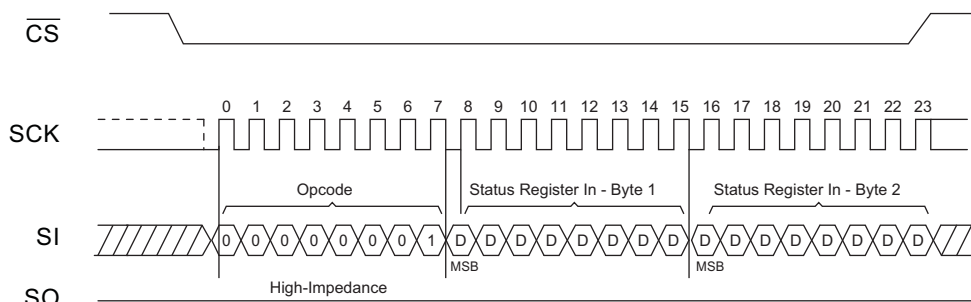 CS
0 1 2 3 4 5 6 7 8 9 10 11 12 13 14 15 16 17 18 19 20 21 22 23
SCK
Opcode Status Register In - Byte 1 Status Register In - Byte 2
SI 0 0 0 0 0 0 0 1 D D D D D D D D D D D D D D D D
MSB MSB
High-Impedance
SO